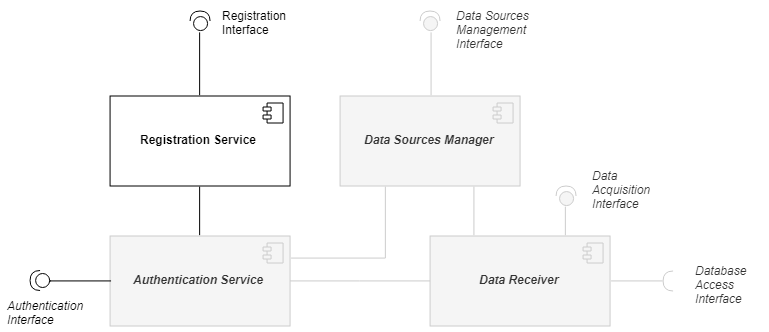 Registration
Interface
Data Sources
Management
Interface
Registration Service
Data Sources Manager
Data
Acquisition
Interface
Authentication Service
Data Receiver
Database
Access
Interface
Authentication
Interface